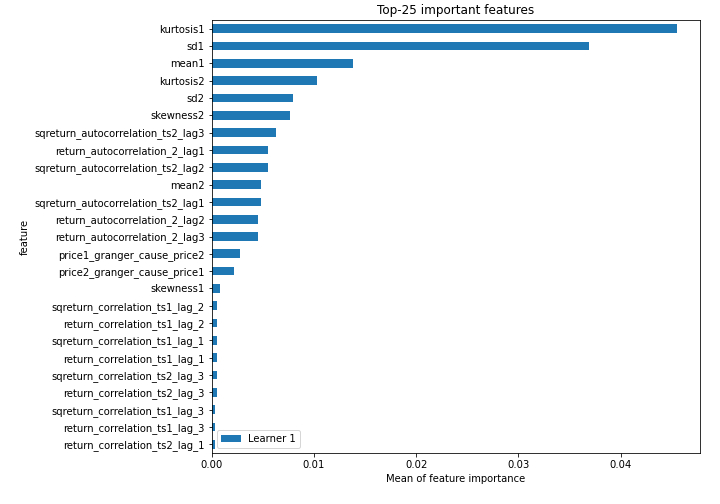 Top-25 important features
kurtosis1
sd1
mean1
kurtosis2
sd2
skewness2
sqreturn_autocorrelation_ts2_lag3
return_autocorrelation_2_lag1
sqreturn_autocorrelation_ts2_lag2
mean2
sqreturn_autocorrelation_ts2_lag1
return_autocorrelation_2_lag2
return_autocorrelation_2_lag3
price1_granger_cause_price2
price2_granger_cause_price1
skewness1
sqreturn_correlation_ts1_lag_2
return_correlation_ts1_lag_2
sqreturn_correlation_ts1_lag_1
return_correlation_ts1_lag_1
sqreturn_correlation_ts2_lag_3
return_correlation_ts2_lag_3
sqreturn_correlation_ts1_lag_3
return_correlation_ts1_lag_3
return_correlation_ts2_lag_1
feature
Learner 1
0.00 0.01 0.02 0.03 0.04
Mean of feature importance